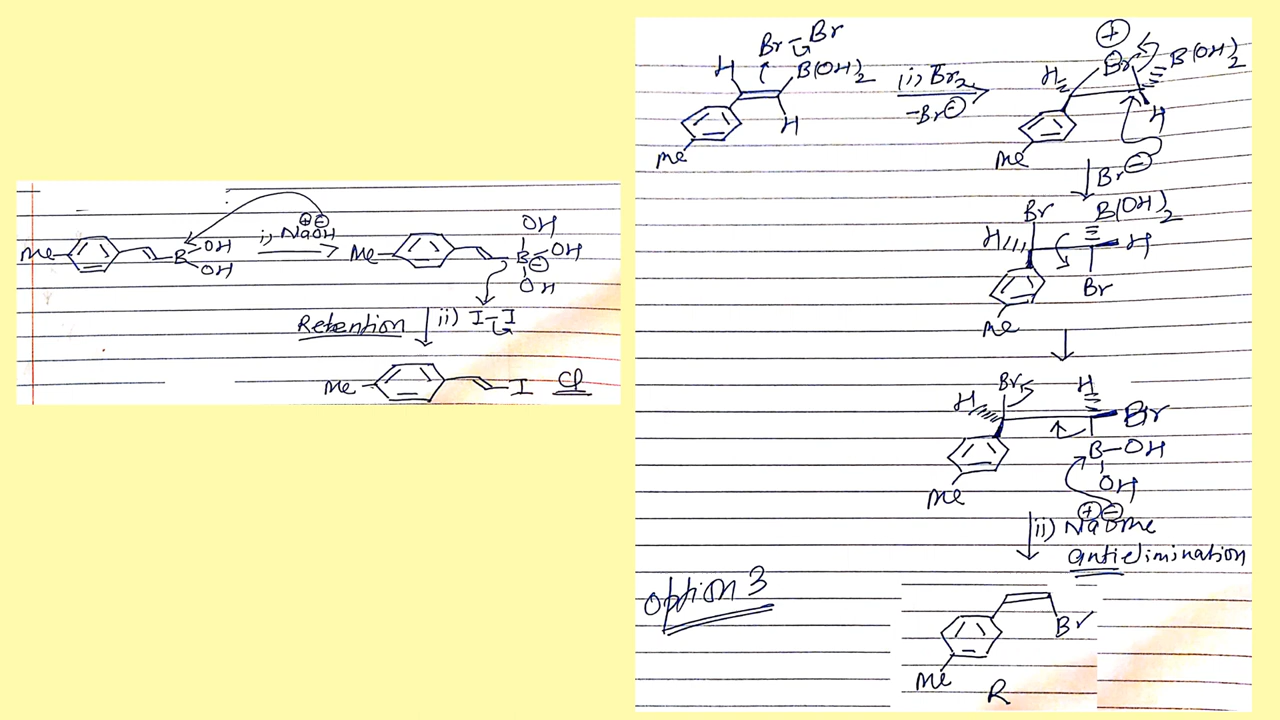 Me
B
OH
OH
i) NaOH
⊕ ⊖
Me
OH
B
⊖
OH
OH
Retention
ii) I-I
Me
I
Br-Br
H
B(OH)2
H
Me
(i) Br2
-Br⊖
⊕
H
Br
B(OH)2
H
Me
Br⊖
Br
B(OH)2
H
H
Br
Me
Br
H
H
Br
B-OH
OH
Me
⊕ ⊖
ii) NaOMe
antielimination
option 3
Br
Me
R